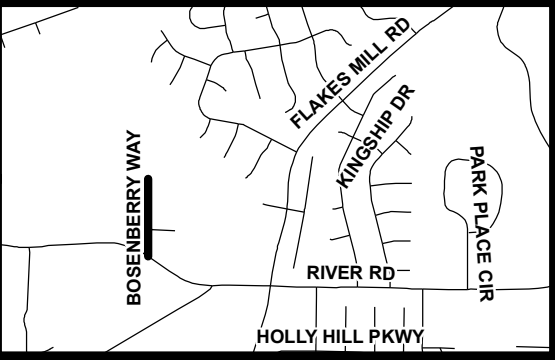 FLAKES MILL RD
KINGSHIP DR
BOSENBERRY WAY
PARK PLACE CIR
RIVER RD
HOLLY HILL PKWY